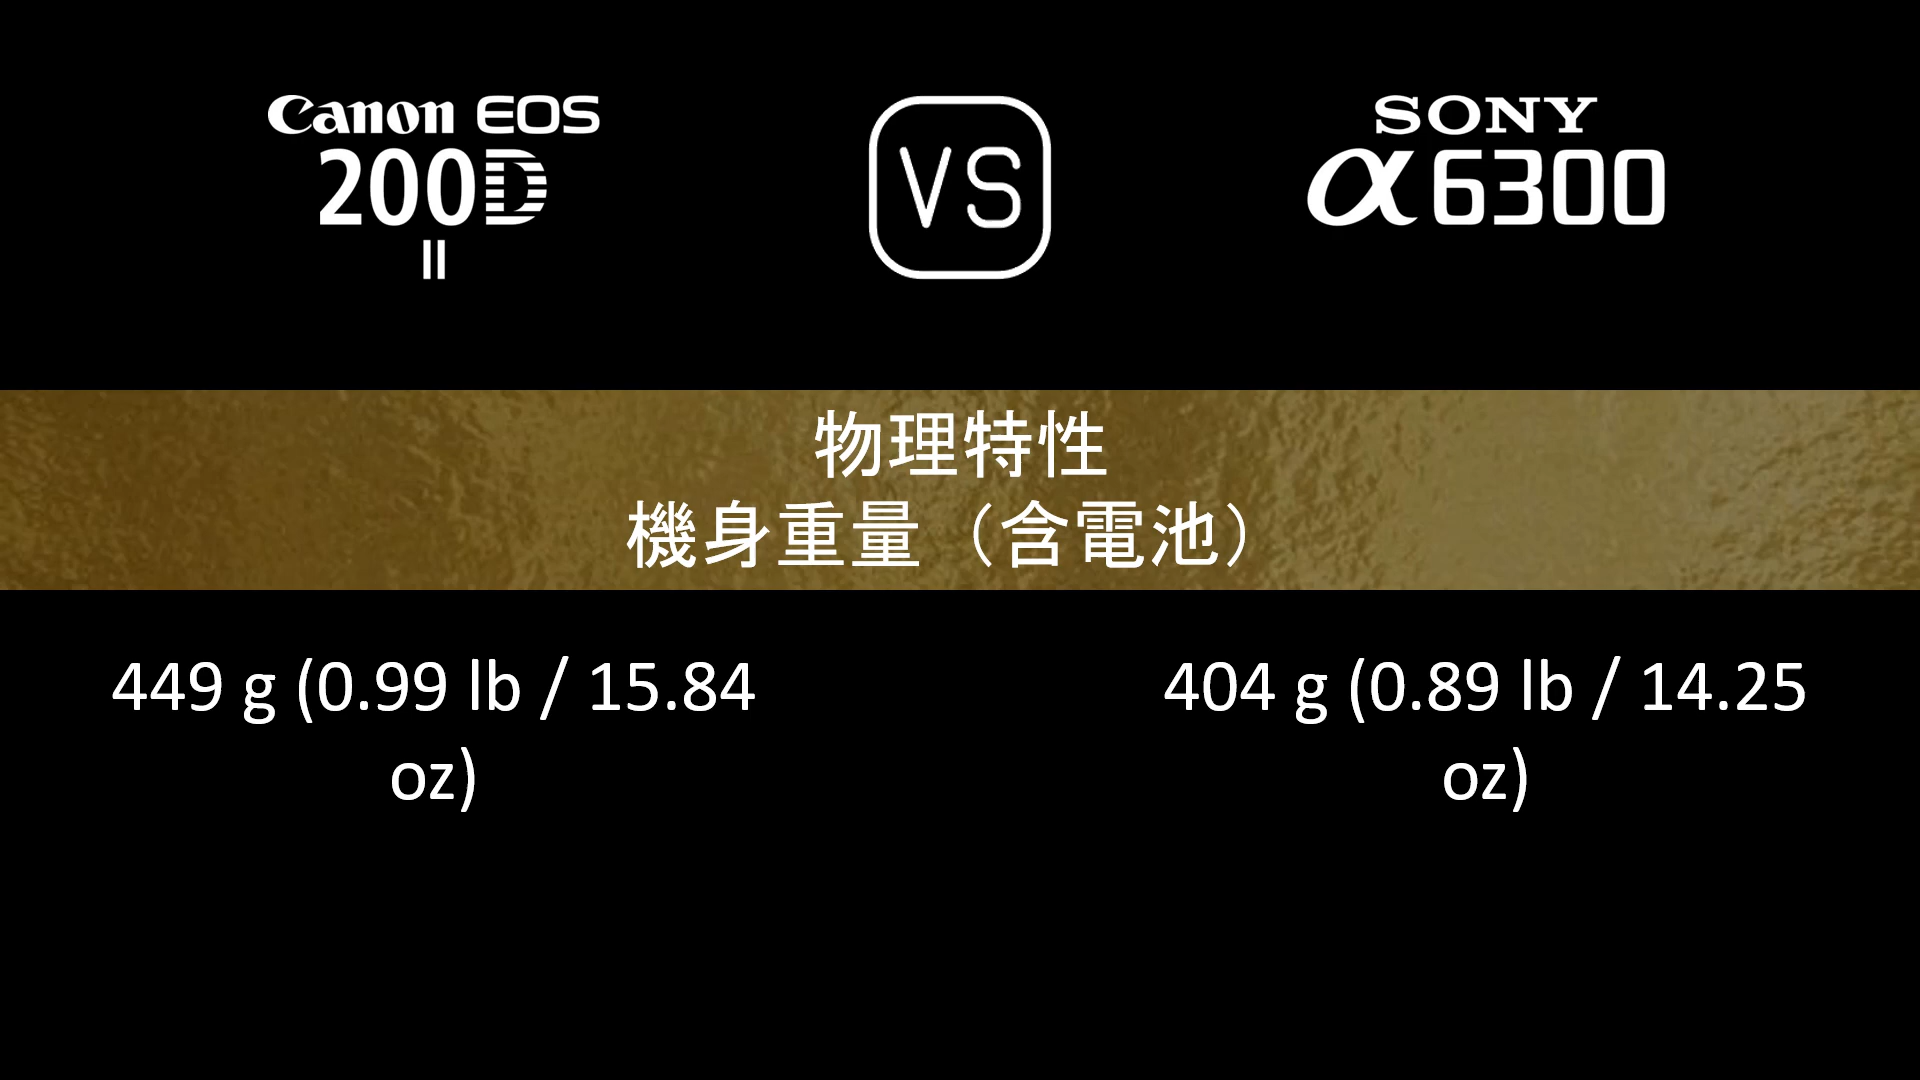 Canon EOS
200D
II
VS
SONY
α6300
物理特性
機身重量（含電池）
449 g (0.99 lb / 15.84
oz)
404 g (0.89 lb / 14.25
oz)